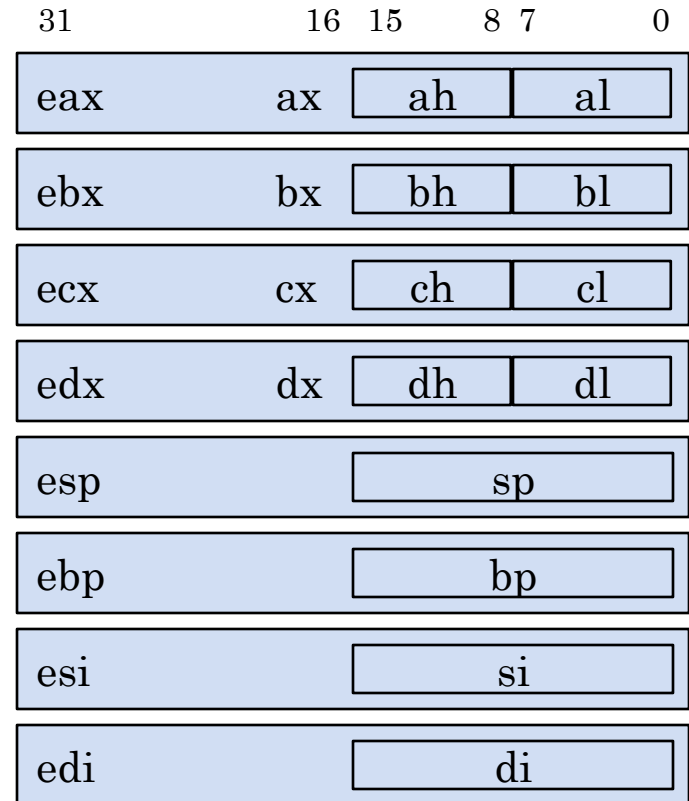 31 16 15 8 7 0
eax ax ah al
ebx bx bh bl
ecx cx ch cl
edx dx dh dl
esp sp
ebp bp
esi si
edi di